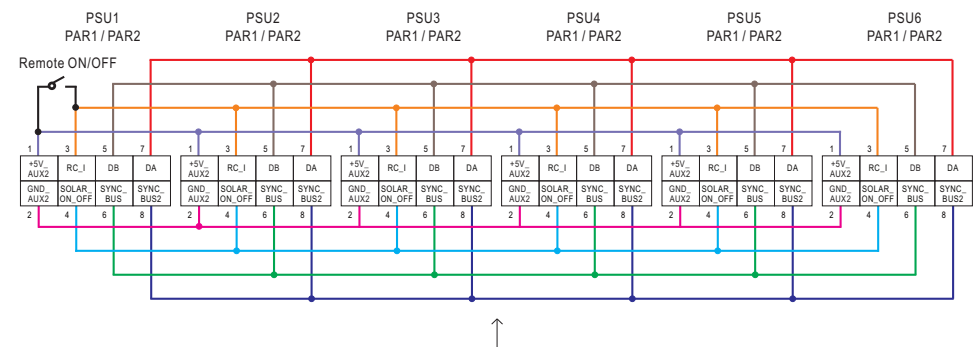 PSU1 PSU2 PSU3 PSU4 PSU5 PSU6
PAR1 / PAR2 PAR1 / PAR2 PAR1 / PAR2 PAR1 / PAR2 PAR1 / PAR2 PAR1 / PAR2
Remote ON/OFF
1 3 5 7 1 3 5 7 1 3 5 7 1 3 5 7 1 3 5 7 1 3 5 7
+5V_ RC_I DB DA +5V_ RC_I DB DA +5V_ RC_I DB DA +5V_ RC_I DB DA +5V_ RC_I DB DA +5V_ RC_I DB DA
AUX2 AUX2 AUX2 AUX2 AUX2 AUX2
GND_ SOLAR_ SYNC_ SYNC_ GND_ SOLAR_ SYNC_ SYNC_ GND_ SOLAR_ SYNC_ SYNC_ GND_ SOLAR_ SYNC_ SYNC_ GND_ SOLAR_ SYNC_ SYNC_ GND_ SOLAR_ SYNC_ SYNC_
AUX2 ON_OFF BUS BUS2 AUX2 ON_OFF BUS BUS2 AUX2 ON_OFF BUS BUS2 AUX2 ON_OFF BUS BUS2 AUX2 ON_OFF BUS BUS2 AUX2 ON_OFF BUS BUS2
2 4 6 8 2 4 6 8 2 4 6 8 2 4 6 8 2 4 6 8 2 4 6 8